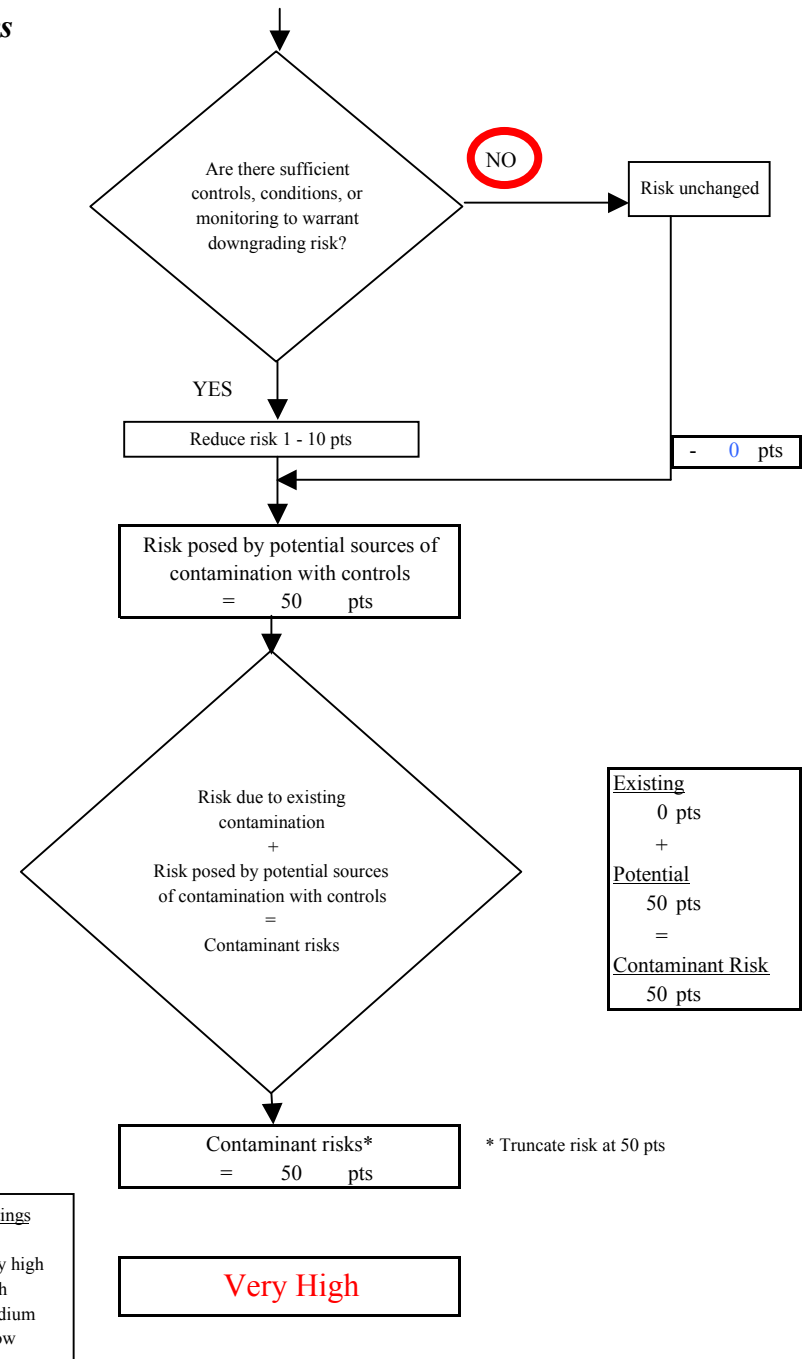 Are there sufficient
controls, conditions, or
monitoring to warrant
downgrading risk?
NO
Risk unchanged
YES
Reduce risk 1 - 10 pts
- 0 pts
Risk posed by potential sources of
contamination with controls
= 50 pts
Risk due to existing
contamination
+
Risk posed by potential sources
of contamination with controls
=
Contaminant risks
Existing
0 pts
+
Potential
50 pts
=
Contaminant Risk
50 pts
Contaminant risks*
= 50 pts
* Truncate risk at 50 pts
high
Very High